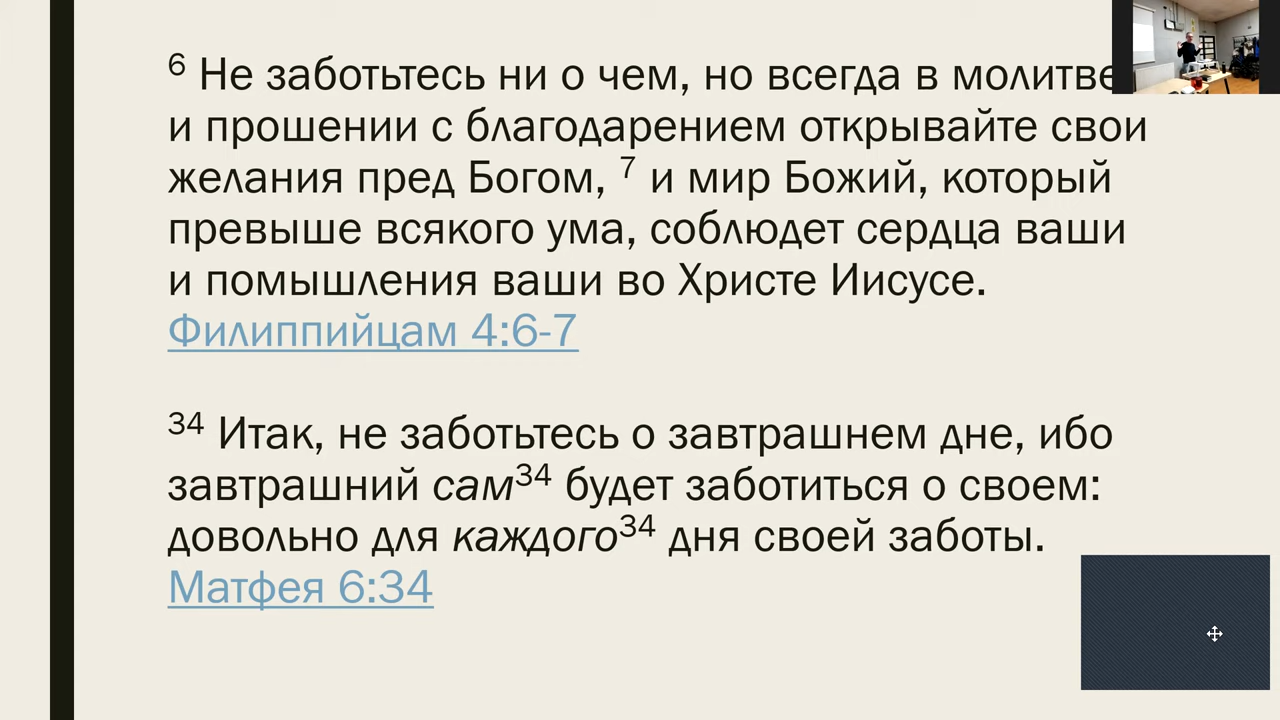 6 Не заботьтесь ни о чем, но всегда в молитве
и прошении с благодарением открывайте свои
желания пред Богом, 7 и мир Божий, который
превыше всякого ума, соблюдет сердца ваши
и помышления ваши во Христе Иисусе.
Филиппийцам 4:6-7
34 Итак, не заботьтесь о завтрашнем дне, ибо
завтрашний сам34 будет заботиться о своем:
довольно для каждого34 дня своей заботы.
Матфея 6:34